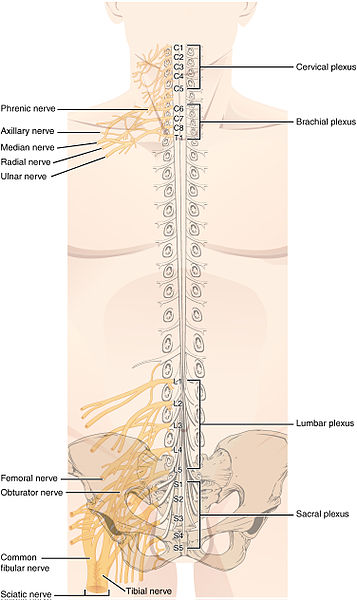 C1
C2
C3
C4
C5
Cervical plexus
Phrenic nerve
C6
C7
C8
T1
Brachial plexus
Axillary nerve
Median nerve
Radial nerve
Ulnar nerve
L1
L2
L3
L4
L5
Lumbar plexus
Femoral nerve
Obturator nerve
S1
S2
S3
S4
S5
Sacral plexus
Common
fibular nerve
Sciatic nerve
Tibial nerve